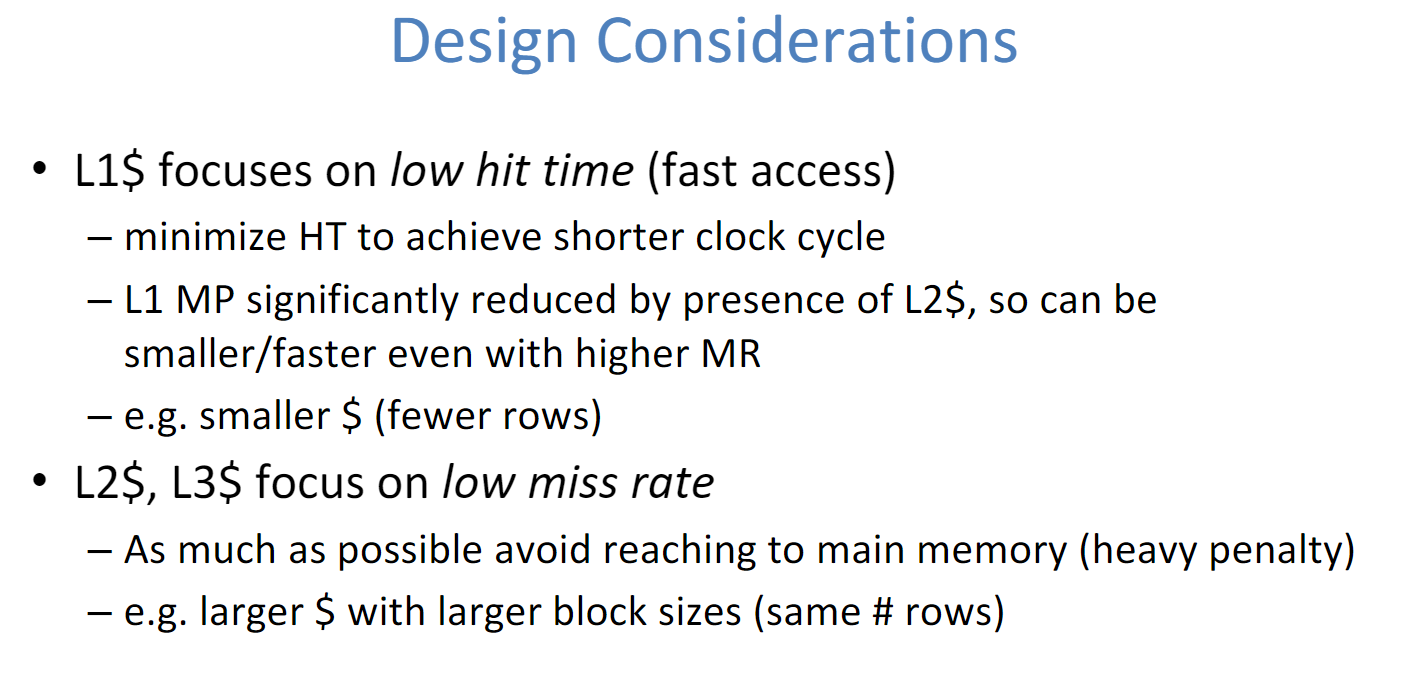 Design Considerations
• L1$ focuses on low hit time (fast access)
– minimize HT to achieve shorter clock cycle
– L1 MP significantly reduced by presence of L2$, so can be
smaller/faster even with higher MR
– e.g. smaller $ (fewer rows)
• L2$, L3$ focus on low miss rate
– As much as possible avoid reaching to main memory (heavy penalty)
– e.g. larger $ with larger block sizes (same # rows)